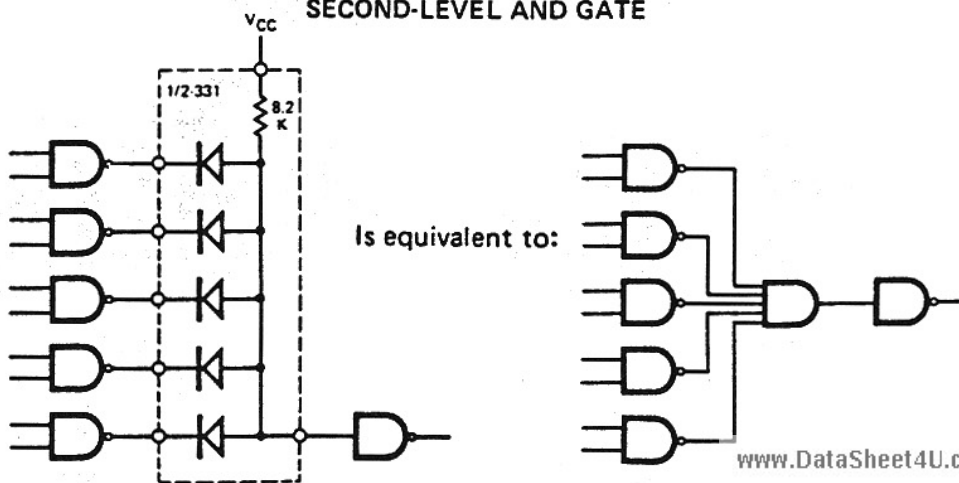 SECOND-LEVEL AND GATE
VCC
1/2-331
8.2
K
Is equivalent to:
www.DataSheet4U.c